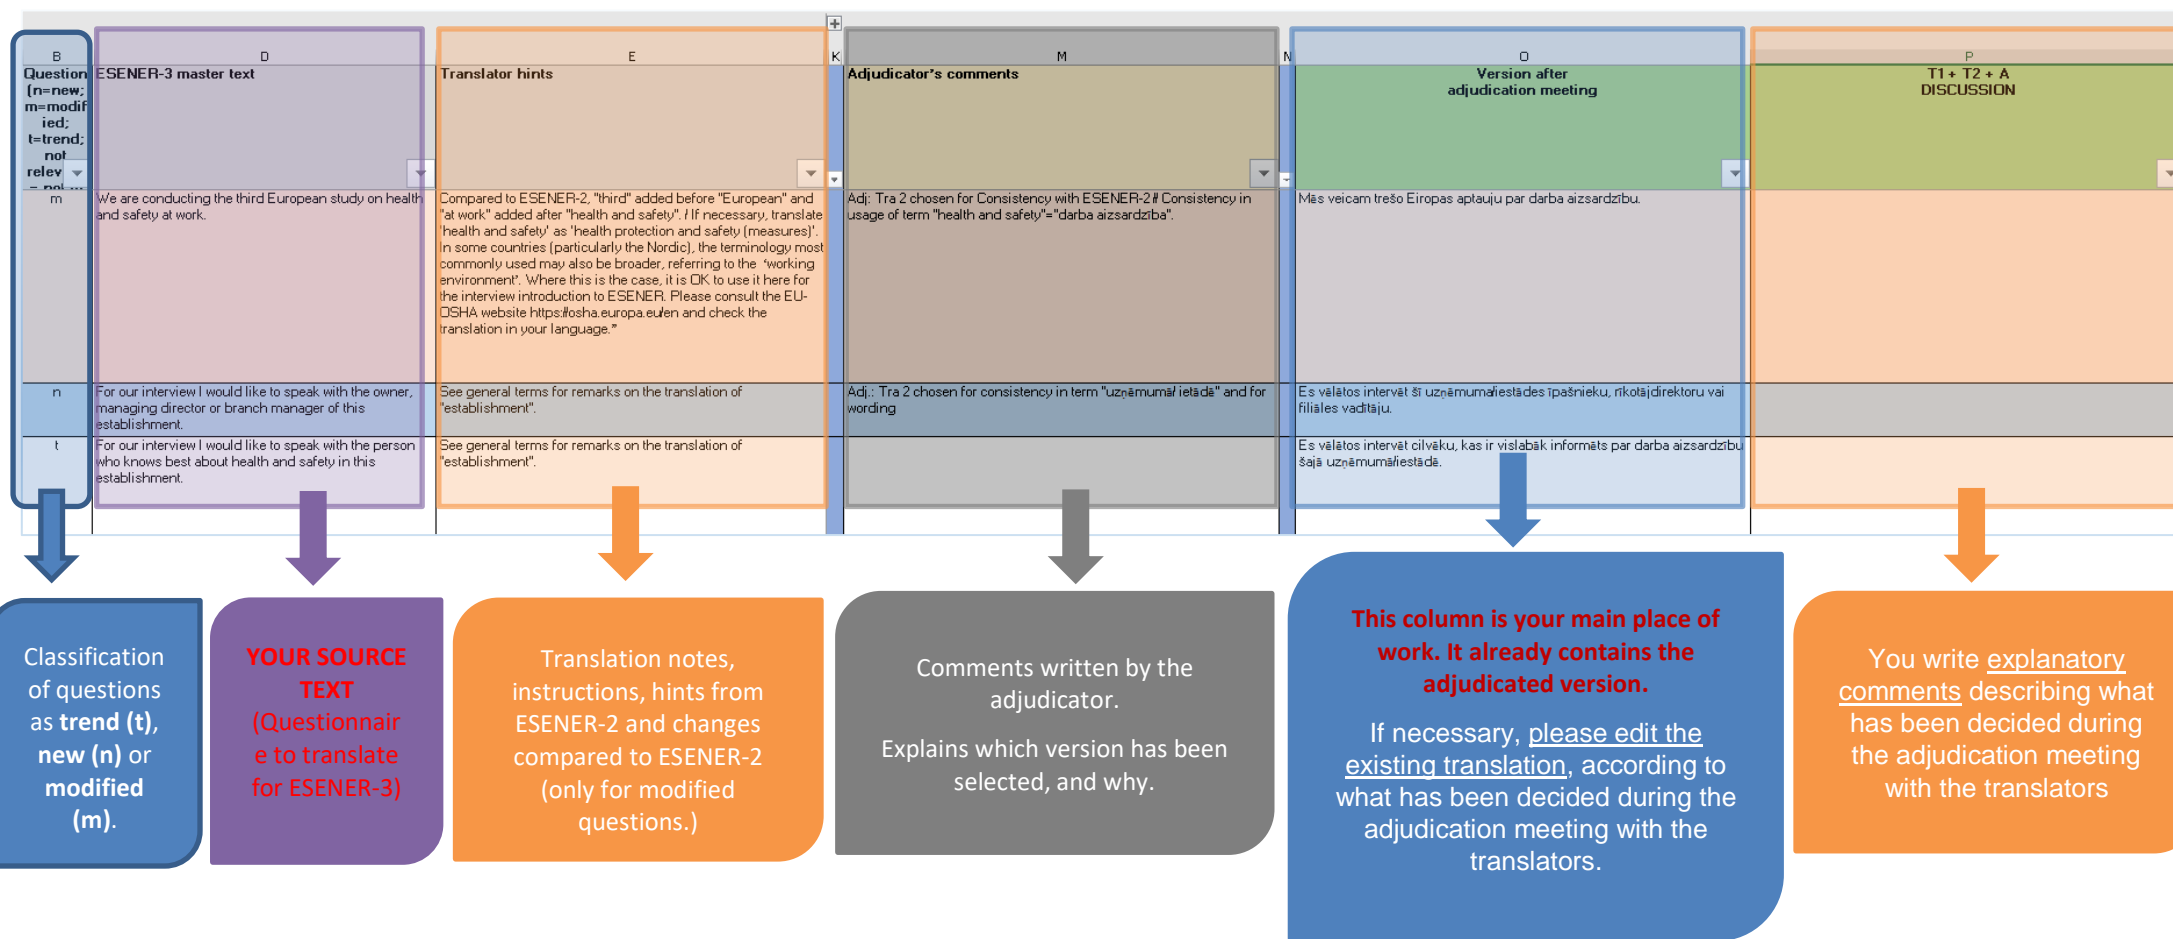 B
D
E
K
M
N
O
P
Question
(n=new;
m=modif
ied;
t=trend;
not
relev
ESENER-3 master text
Translator hints
Adjudicator's comments
Version after
adjudication meeting
T1 + T2 + A
DISCUSSION
m
We are conducting the third European study on health
and safety at work.
Compared to ESENER-2, "third" added before "European" and
"at work" added after "health and safety". / If necessary, translate
'health and safety' as 'health protection and safety (measures)'.
In some countries (particularly the Nordic), the terminology most
commonly used may also be broader, referring to the 'working
environment'. Where this is the case, it is OK to use it here for
the interview introduction to ESENER. Please consult the EU-
OSHA website https://osha.europa.eu/en and check the
translation in your language."
Adj: Tra 2 chosen for Consistency with ESENER-2 # Consistency in
usage of term "health and safety"="darba aizsardzība".
Mēs veicam trešo Eiropas aptauju par darba aizsardzību.
n
For our interview I would like to speak with the owner,
managing director or branch manager of this
establishment.
See general terms for remarks on the translation of
"establishment".
Adj.: Tra 2 chosen for consistency in term "uzņēmumā/ ietādē" and for
wording
Es vēlētos intervēt šī uzņēmuma/iestādes īpašnieku, rīkotājdirektoru vai
filiāles vadītāju.
t
For our interview I would like to speak with the person
who knows best about health and safety in this
establishment.
See general terms for remarks on the translation of
"establishment".
Es vēlētos intervēt cilvēku, kas ir vislabāk informēts par darba aizsardzību
šajā uzņēmumā/iestādē.
Classification
of questions
as trend (t),
new (n) or
modified
(m).
YOUR SOURCE
TEXT
(Questionnair
e to translate
for ESENER-3)
Translation notes,
instructions, hints from
ESENER-2 and changes
compared to ESENER-2
(only for modified
questions.)
Comments written by the
adjudicator.
Explains which version has been
selected, and why.
This column is your main place of
work. It already contains the
adjudicated version.
If necessary, please edit the
existing translation, according to
what has been decided during the
adjudication meeting with the
translators.
You write explanatory
comments describing what
has been decided during
the adjudication meeting
with the translators